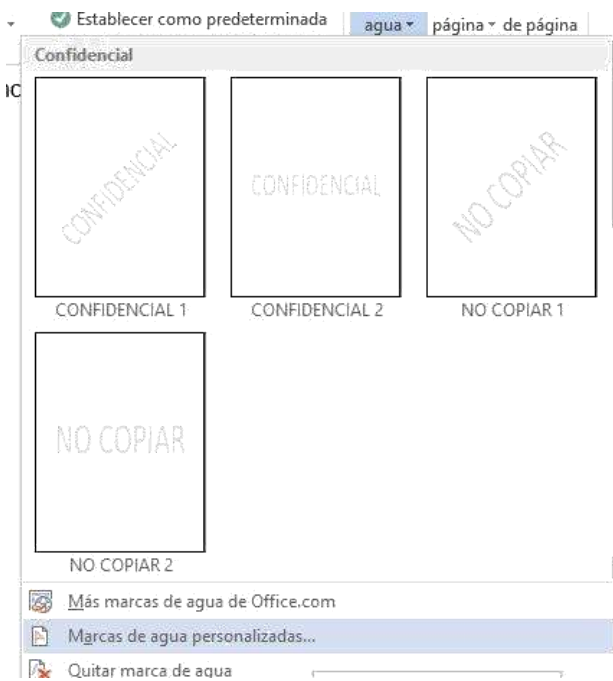 Establecer como predeterminada
agua página de página
Confidencial
CONFIDENCIAL
CONFIDENCIAL
NO COPIAR
CONFIDENCIAL 1
CONFIDENCIAL 2
NO COPIAR 1
NO COPIAR
NO COPIAR 2
Más marcas de agua de Office.com
Marcas de agua personalizadas...
Quitar marca de agua